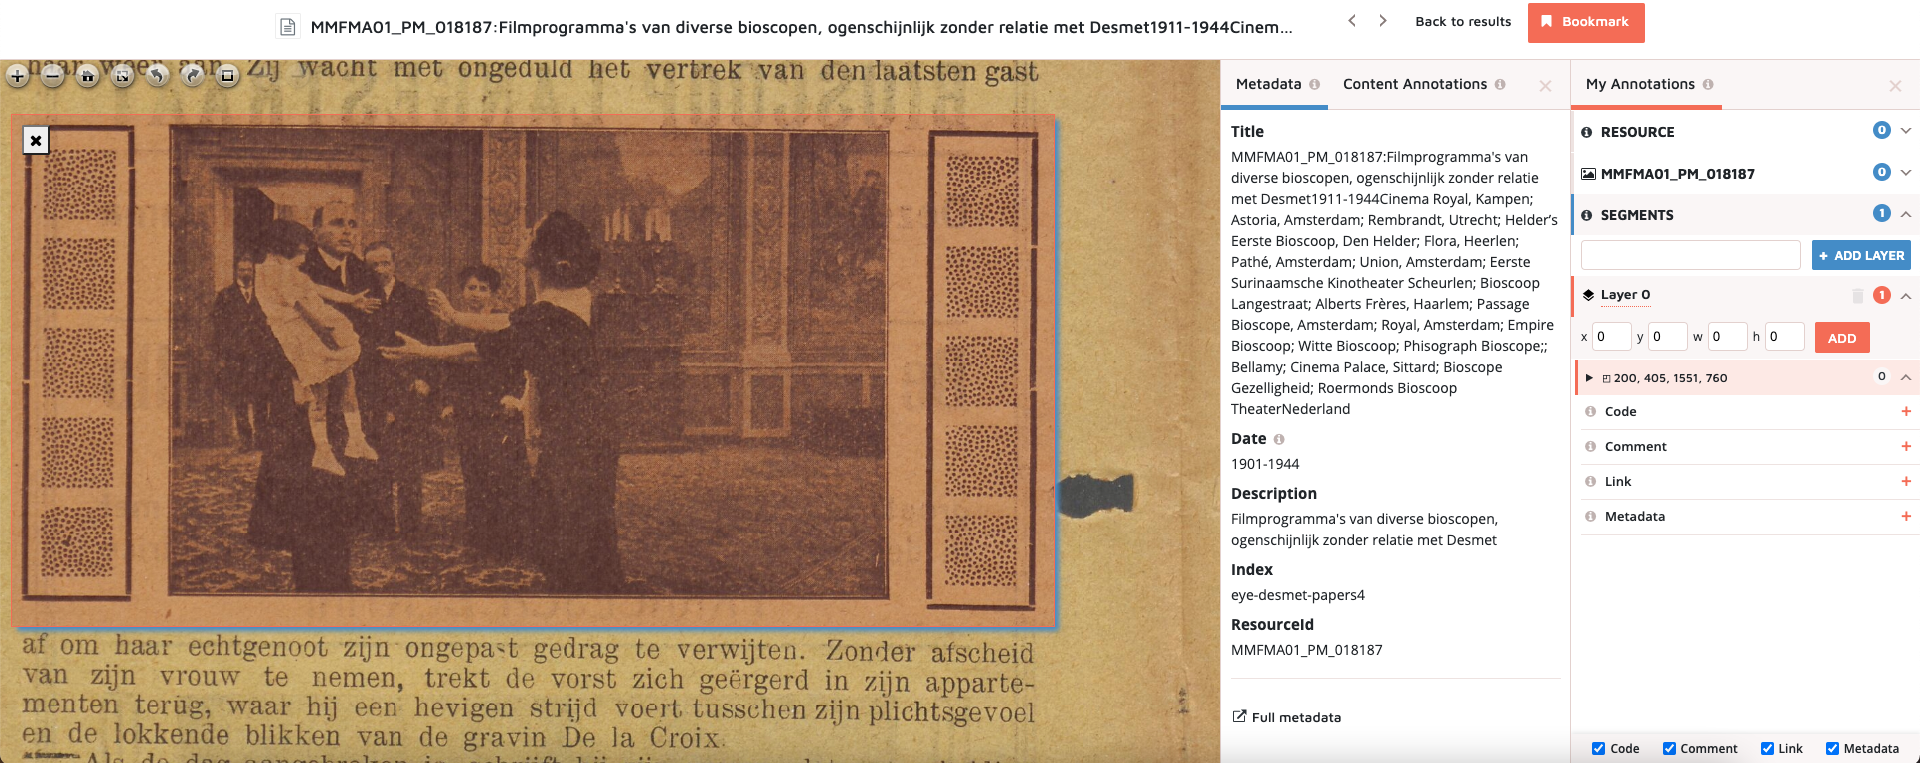 MMFMA01_PM_018187:Filmprogramma's van diverse bioscopen, ogenschijnlijk zonder relatie met Desmet1911-1944Cinem...
Back to results
Bookmark
naar weer aan. Zij wacht met ongeduld het vertrek van den laatsten gast
af om haar echtgenoot zijn ongepast gedrag te verwijten. Zonder afscheid
van zijn vrouw te nemen, trekt de vorst zich geërgerd in zijn apparte-
menten terug, waar hij een hevigen strijd voert tusschen zijn plichtsgevoel
en de lokkende blikken van de gravin De la Croix.
Als de dag aangebroken is,
Metadata
Content Annotations
Title
MMFMA01_PM_018187:Filmprogramma's van
diverse bioscopen, ogenschijnlijk zonder relatie
met Desmet1911-1944Cinema Royal, Kampen;
Astoria, Amsterdam; Rembrandt, Utrecht; Helder's
Eerste Bioscoop, Den Helder; Flora, Heerlen;
Pathé, Amsterdam; Union, Amsterdam; Eerste
Surinaamsche Kinotheater Scheurlen; Bioscoop
Langestraat; Alberts Frères, Haarlem; Passage
Bioscope, Amsterdam; Royal, Amsterdam; Empire
Bioscoop; Witte Bioscoop; Phisograph Bioscope;;
Bellamy; Cinema Palace, Sittard; Bioscope
Gezelligheid; Roermonds Bioscoop
TheaterNederland
Date
1901-1944
Description
Filmprogramma's van diverse bioscopen,
ogenschijnlijk zonder relatie met Desmet
Index
eye-desmet-papers4
ResourceId
MMFMA01_PM_018187
Full metadata
My Annotations
RESOURCE 0
MMFMA01_PM_018187 0
SEGMENTS 1
+ ADD LAYER
Layer 0 1
x 0 y 0 w 0 h 0 ADD
200, 405, 1551, 760 0
Code +
Comment +
Link +
Metadata +
Code Comment Link Metadata